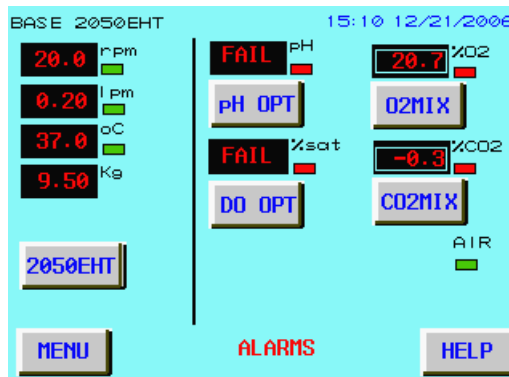 BASE 2050EHT
15:10 12/21/2006
20.0 rpm
0.20 lpm
37.0 oC
9.50 Kg
2050EHT
MENU
FAIL pH
pH OPT
FAIL %sat
DO OPT
20.7 %O2
O2MIX
-0.3 %CO2
CO2MIX
AIR
ALARMS
HELP